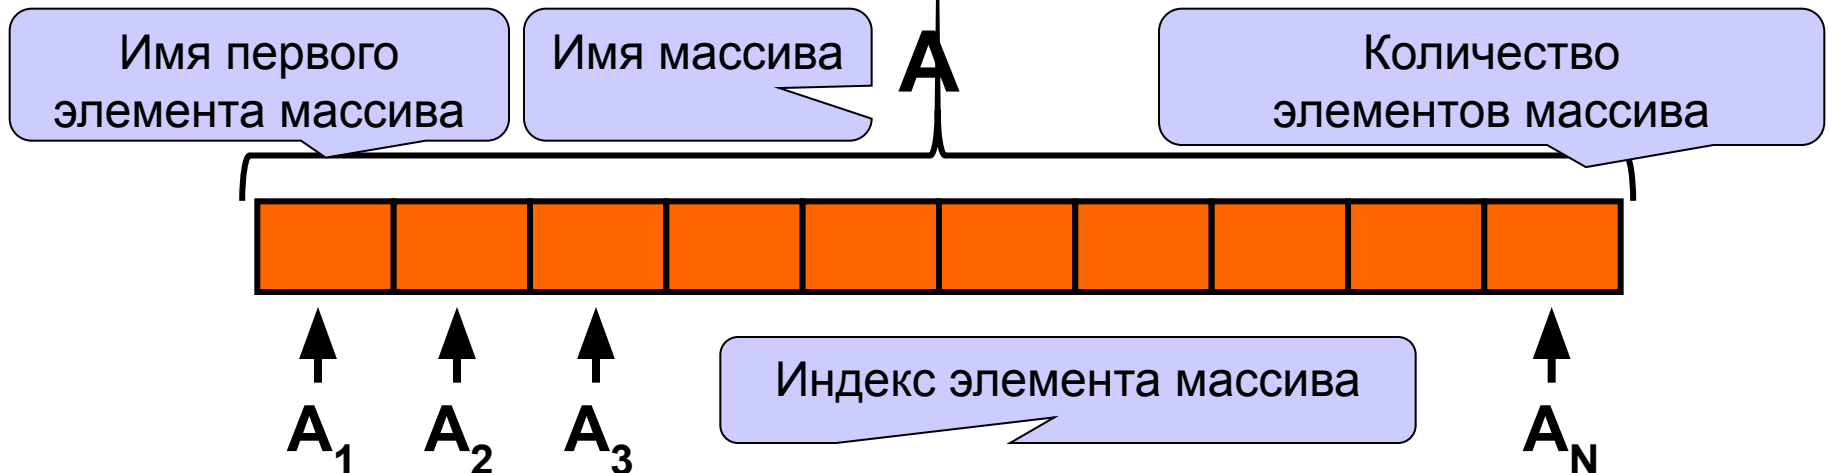 Имя первого
элемента массива
Имя массива
A
Количество
элементов массива
Индекс элемента массива
A₁ A₂ A₃ Aₙ